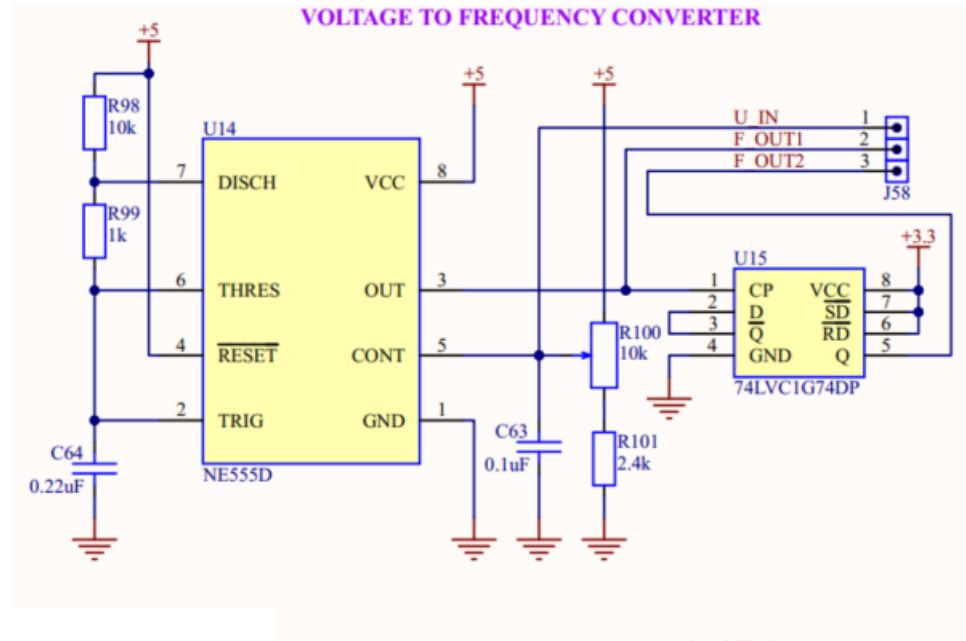 VOLTAGE TO FREQUENCY CONVERTER
+5
+5
+5
R98
10k
U14
U_IN 1
F_OUT1 2
F_OUT2 3
J58
7 DISCH VCC 8
R99
1k
+3.3
U15
6 THRES OUT 3
1 CP VCC 8
2 D SD 7
3 Q RD 6
4 GND Q 5
74LVC1G74DP
R100
10k
4 RESET CONT 5
2 TRIG GND 1
C64
0.22uF
NE555D
C63
0.1uF
R101
2.4k